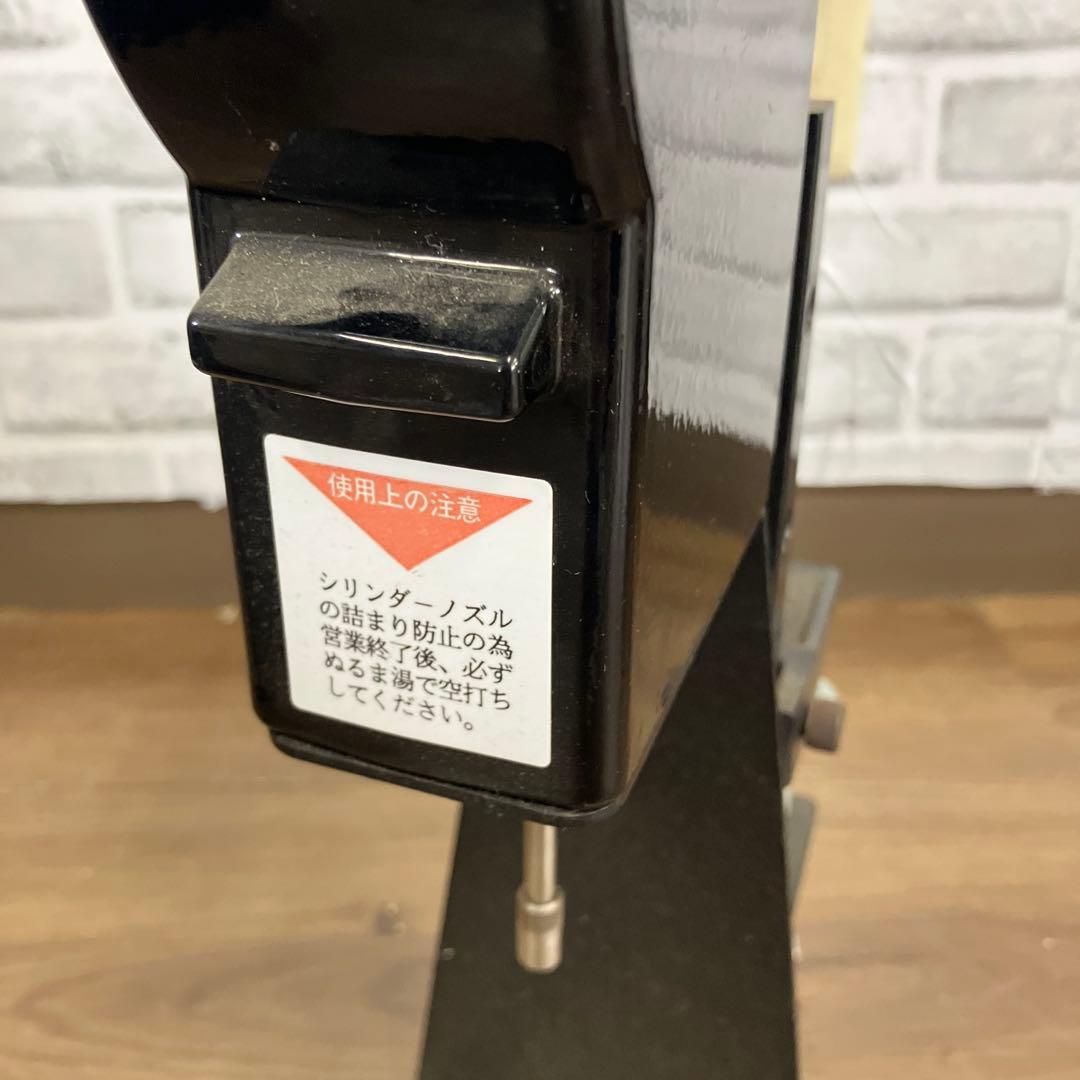 使用上の注意
シリンダーノズル
の詰まり防止の為
営業終了後、必ず
ぬるま湯で空打ち
してください。